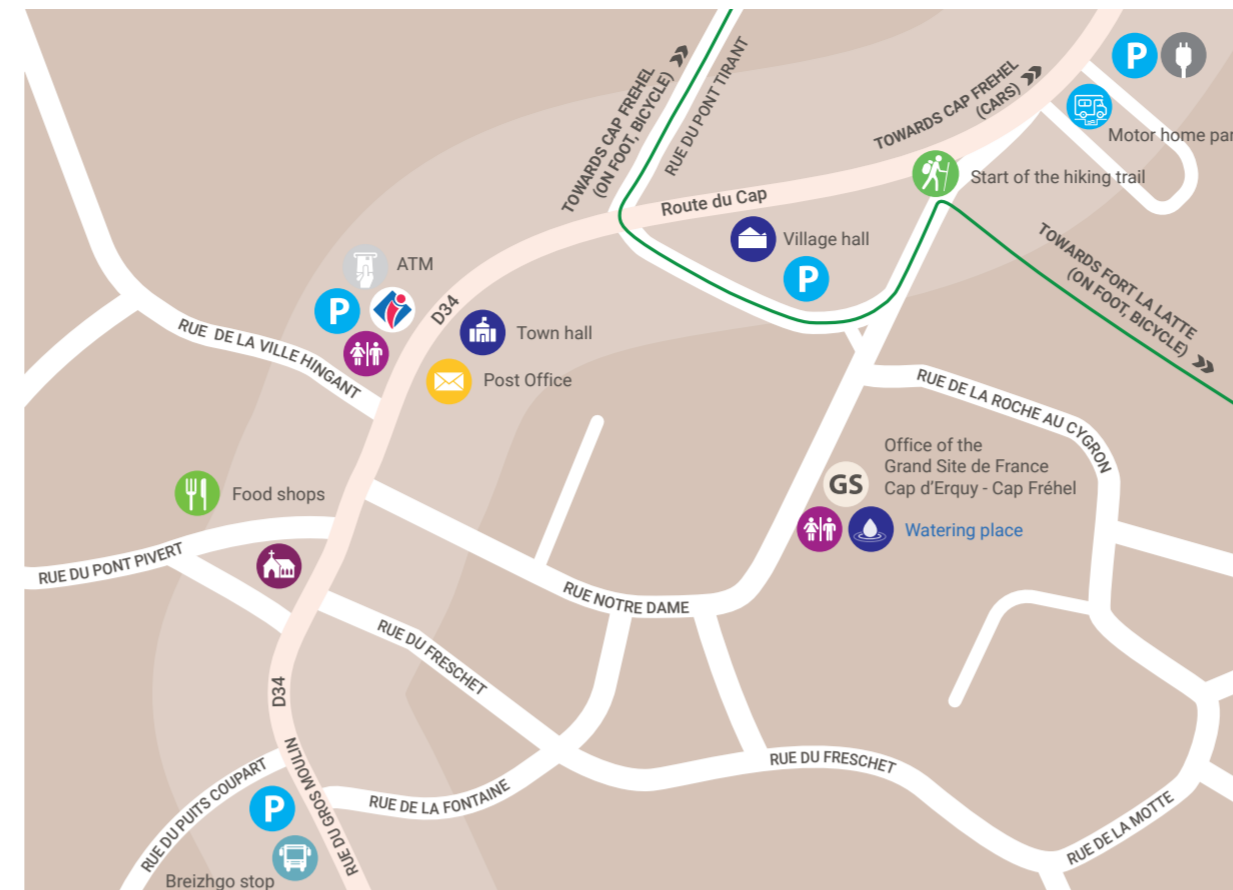 TOWARDS CAP FREHEL
(ON FOOT, BICYCLE)
RUE DU PONT TIRANT
TOWARDS CAP FREHEL
(CARS)
P
Motor home par
Start of the hiking trail
Route du Cap
Village hall
P
TOWARDS FORT LA LATTE
(ON FOOT, BICYCLE)
ATM
P
D34
Town hall
Post Office
RUE DE LA VILLE HINGANT
RUE DE LA ROCHE AU CYGRON
Office of the
Grand Site de France
Cap d'Erquy - Cap Fréhel
GS
Watering place
Food shops
RUE DU PONT PIVERT
RUE NOTRE DAME
RUE DU FRESCHET
D34
RUE DU GROS MOULIN
RUE DU PUITS COUPART
RUE DE LA FONTAINE
RUE DU FRESCHET
RUE DE LA MOTTE
P
Breizhgo stop